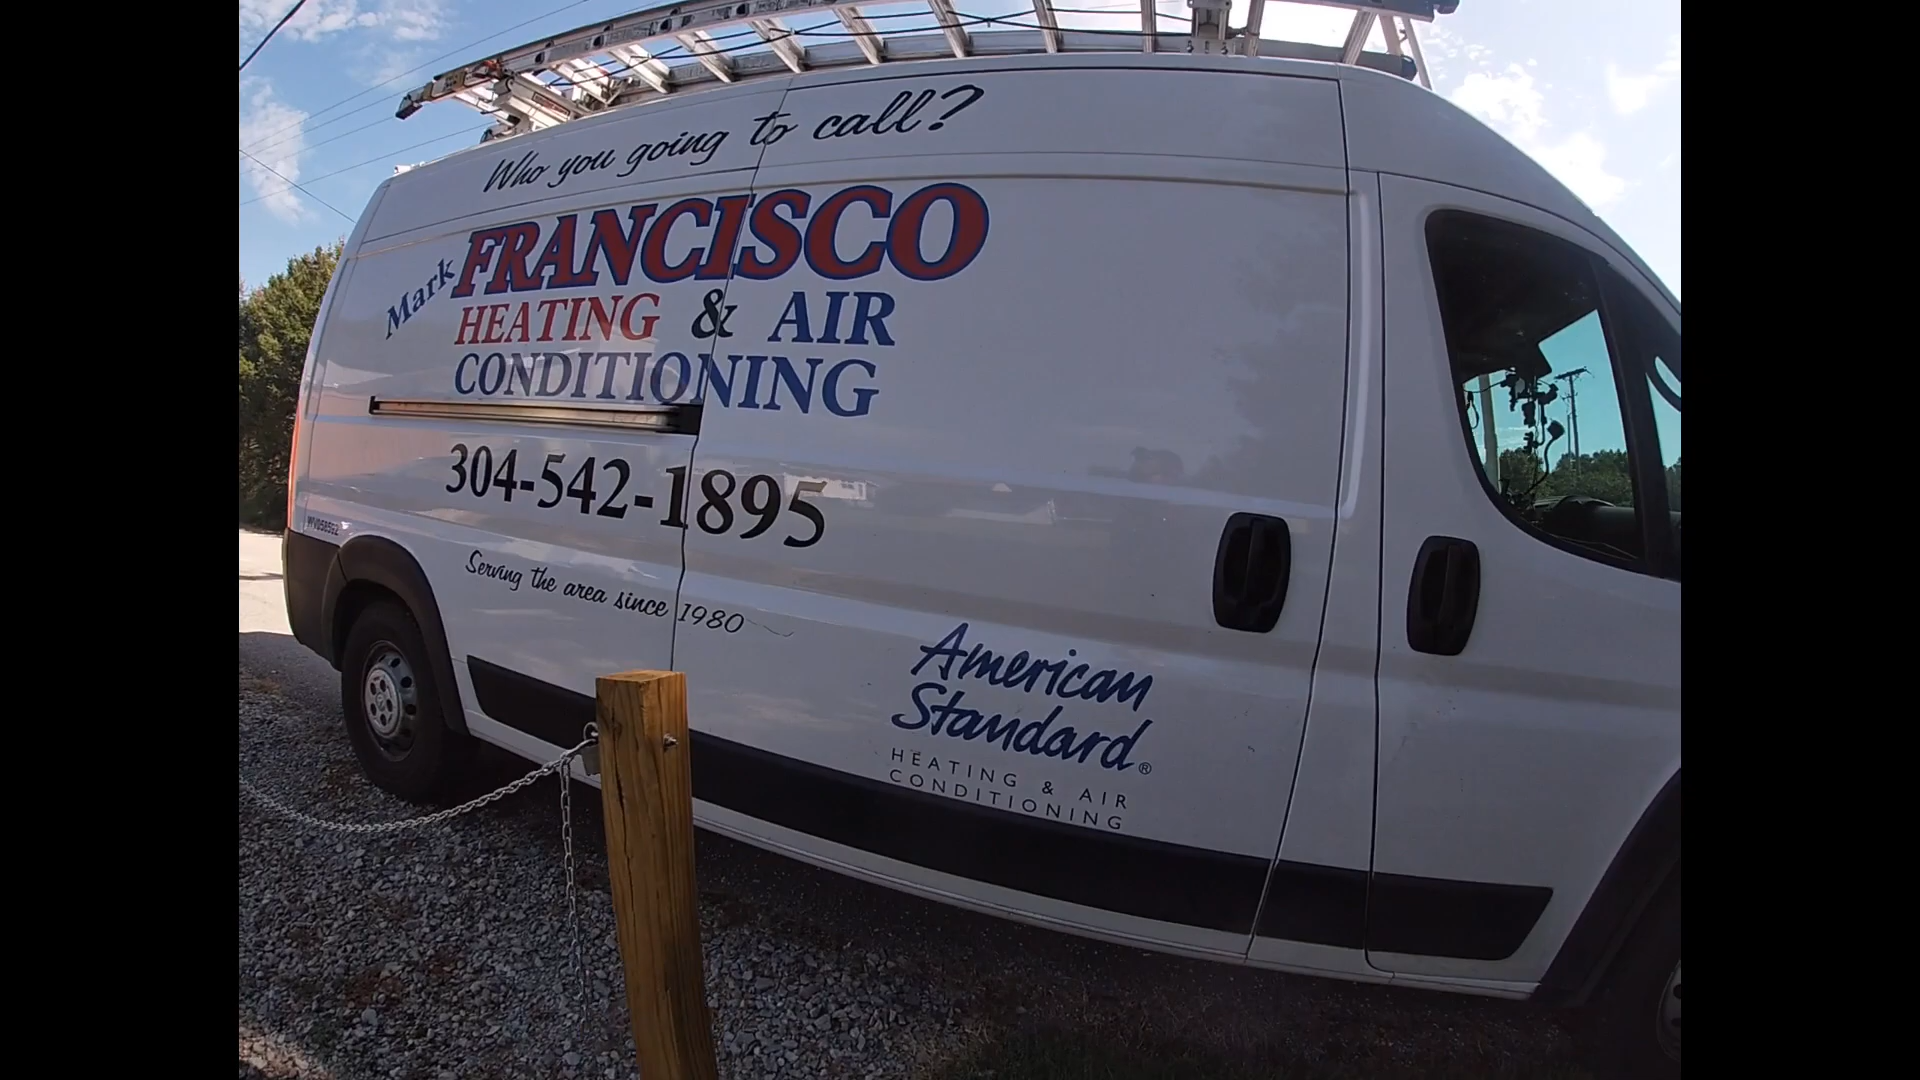 Who you going to call?
Mark FRANCISCO
HEATING & AIR
CONDITIONING
304-542-1895
WV058562
Serving the area since 1980
American
Standard®
HEATING & AIR
CONDITIONING